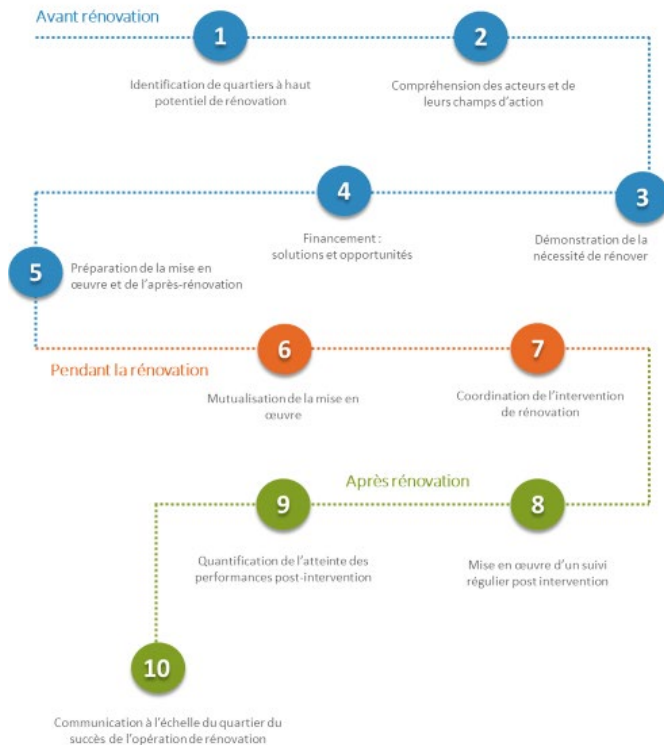 Avant rénovation
1
Identification de quartiers à haut
potentiel de rénovation
2
Compréhension des acteurs et de
leurs champs d'action
3
Démonstration de la
nécessité de rénover
4
Financement :
solutions et opportunités
5
Préparation de la mise en
œuvre et de l'après-rénovation
Pendant la rénovation
6
Mutualisation de la mise en
œuvre
7
Coordination de l'intervention
de rénovation
Après rénovation
8
Mise en œuvre d'un suivi
régulier post intervention
9
Quantification de l'atteinte des
performances post-intervention
10
Communication à l'échelle du quartier du
succès de l'opération de rénovation